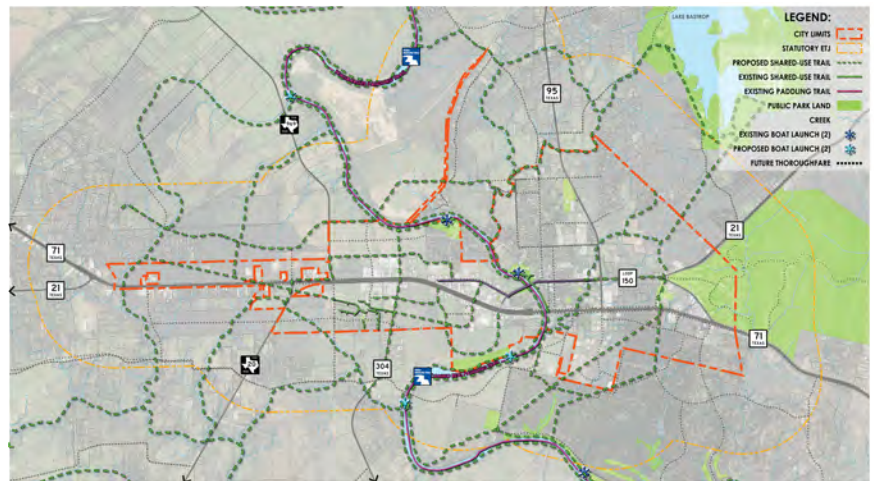 LAKE BASTROP
LEGEND:
CITY LIMITS
STATUTORY ETJ
PROPOSED SHARED-USE TRAIL
EXISTING SHARED-USE TRAIL
EXISTING PADDLING TRAIL
PUBLIC PARK LAND
CREEK
EXISTING BOAT LAUNCH (2)
PROPOSED BOAT LAUNCH (2)
FUTURE THOROUGHFARE
95
TEXAS
969
21
TEXAS
71
TEXAS
LOOP
150
21
TEXAS
71
TEXAS
304
TEXAS